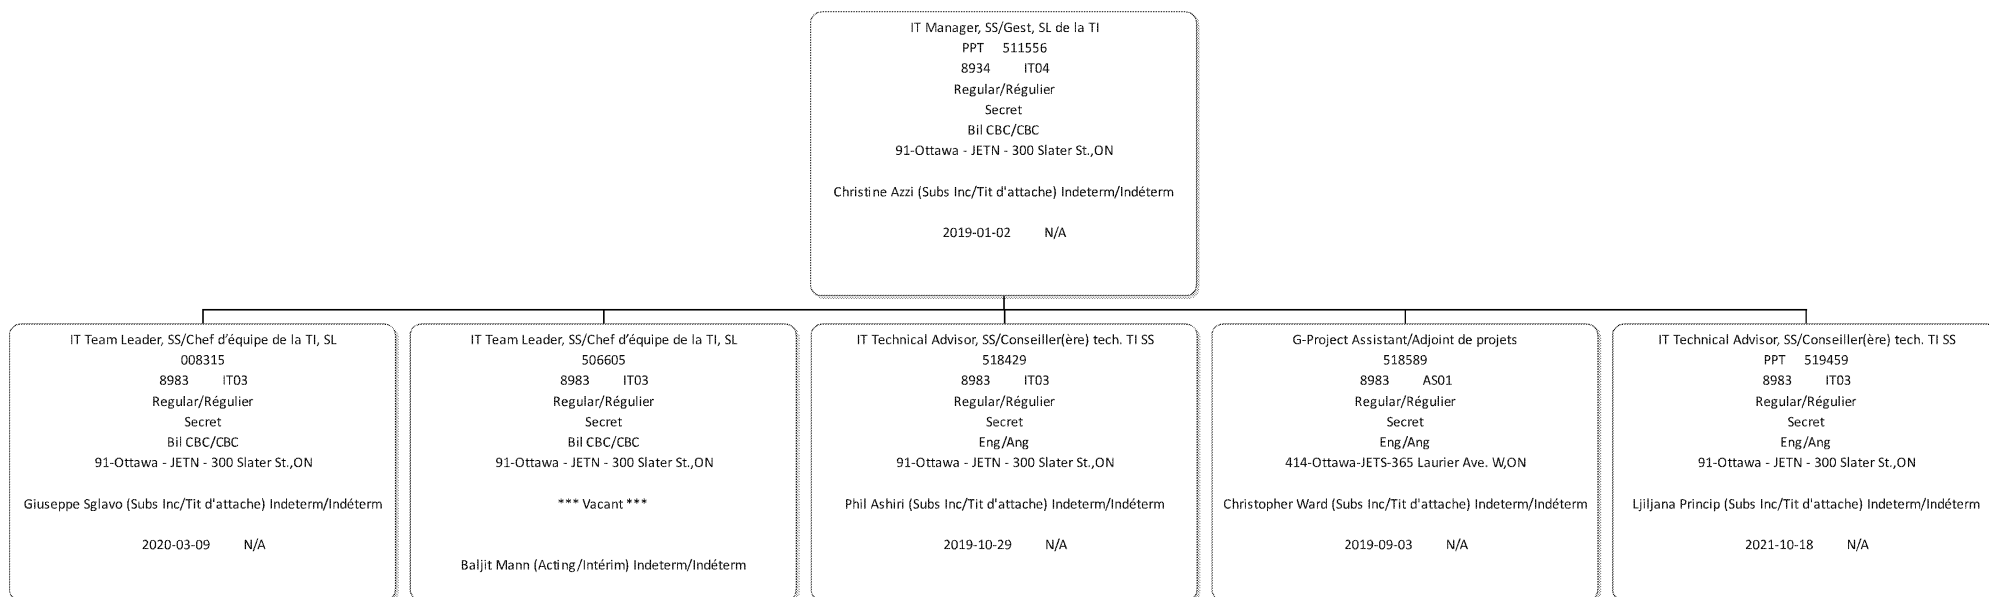 IT Manager, SS/Gest, SL de la TI
PPT 511556
8934 IT04
Regular/Régulier
Secret
Bil CBC/CBC
91-Ottawa - JETN - 300 Slater St.,ON
Christine Azzi (Subs Inc/Tit d'attache) Indeterm/Indéterm
2019-01-02 N/A
IT Team Leader, SS/Chef d’équipe de la TI, SL
008315
8983 IT03
Regular/Régulier
Secret
Bil CBC/CBC
91-Ottawa - JETN - 300 Slater St.,ON
Giuseppe Sglavo (Subs Inc/Tit d'attache) Indeterm/Indéterm
2020-03-09 N/A
IT Team Leader, SS/Chef d’équipe de la TI, SL
506605
8983 IT03
Regular/Régulier
Secret
Bil CBC/CBC
91-Ottawa - JETN - 300 Slater St.,ON
*** Vacant ***
Baljit Mann (Acting/Intérim) Indeterm/Indéterm
IT Technical Advisor, SS/Conseiller(ère) tech. TI SS
518429
8983 IT03
Regular/Régulier
Secret
Eng/Ang
91-Ottawa - JETN - 300 Slater St.,ON
Phil Ashiri (Subs Inc/Tit d'attache) Indeterm/Indéterm
2019-10-29 N/A
G-Project Assistant/Adjoint de projets
518589
8983 AS01
Regular/Régulier
Secret
Eng/Ang
414-Ottawa-JETS-365 Laurier Ave. W,ON
Christopher Ward (Subs Inc/Tit d'attache) Indeterm/Indéterm
2019-09-03 N/A
IT Technical Advisor, SS/Conseiller(ère) tech. TI SS
PPT 519459
8983 IT03
Regular/Régulier
Secret
Eng/Ang
91-Ottawa - JETN - 300 Slater St.,ON
Ljiljana Princip (Subs Inc/Tit d'attache) Indeterm/Indéterm
2021-10-18 N/A